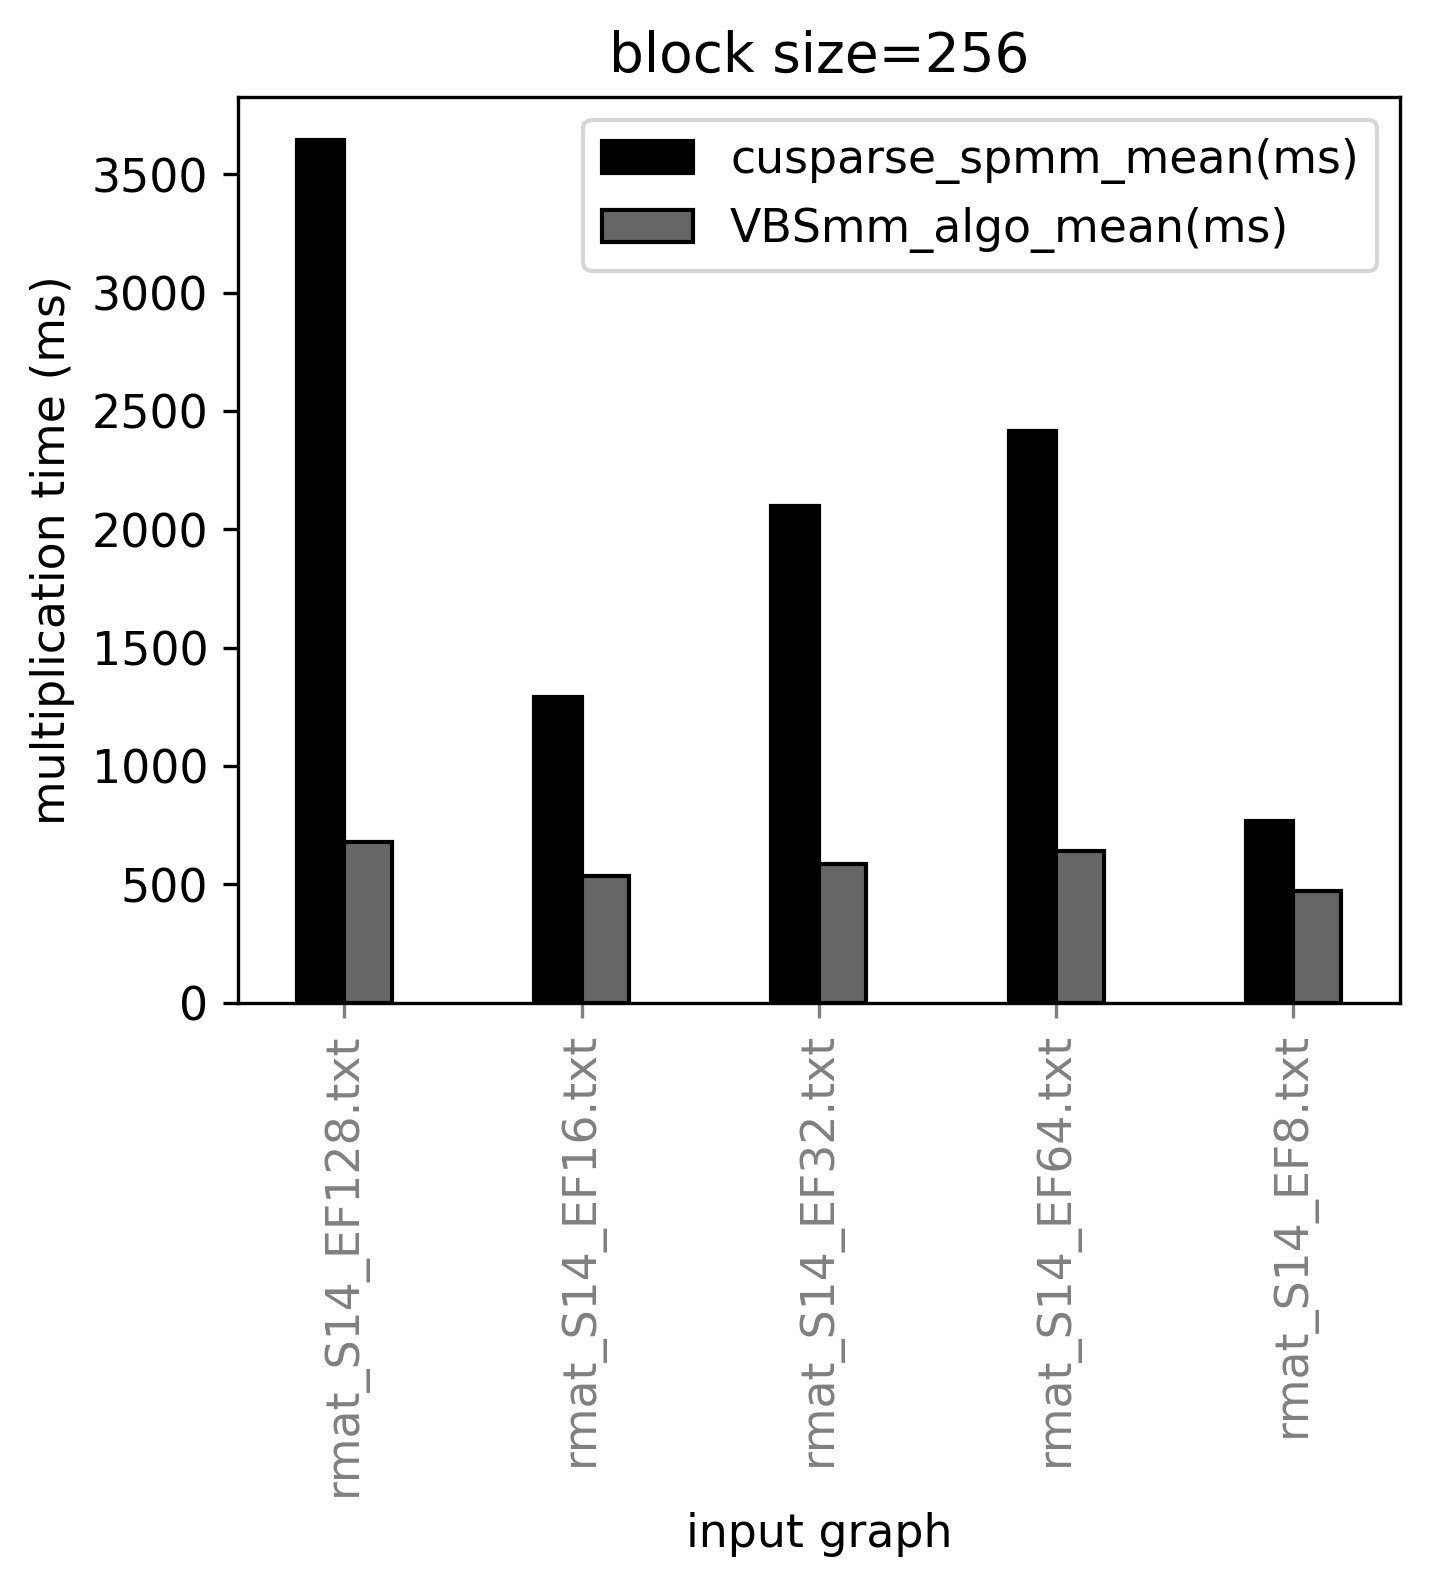 block size=256
cusparse_spmm_mean(ms)
VBSmm_algo_mean(ms)
multiplication time (ms)
3500
3000
2500
2000
1500
1000
500
0
rmat_S14_EF128.txt
rmat_S14_EF16.txt
rmat_S14_EF32.txt
rmat_S14_EF64.txt
rmat_S14_EF8.txt
input graph